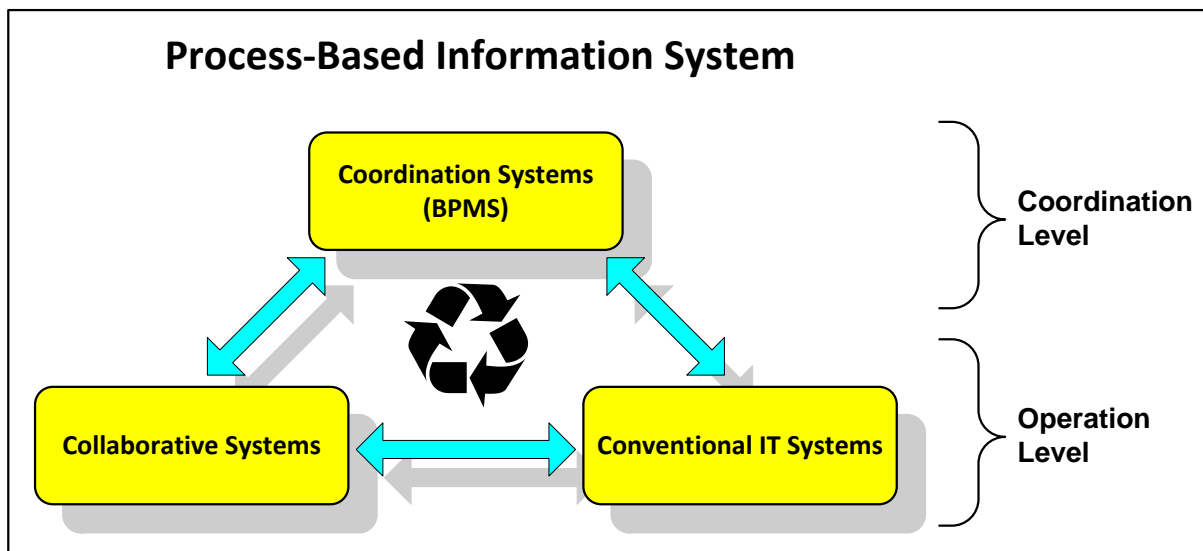 Process-Based Information System
Coordination Systems
(BPMS)
Coordination
Level
Collaborative Systems
Conventional IT Systems
Operation
Level